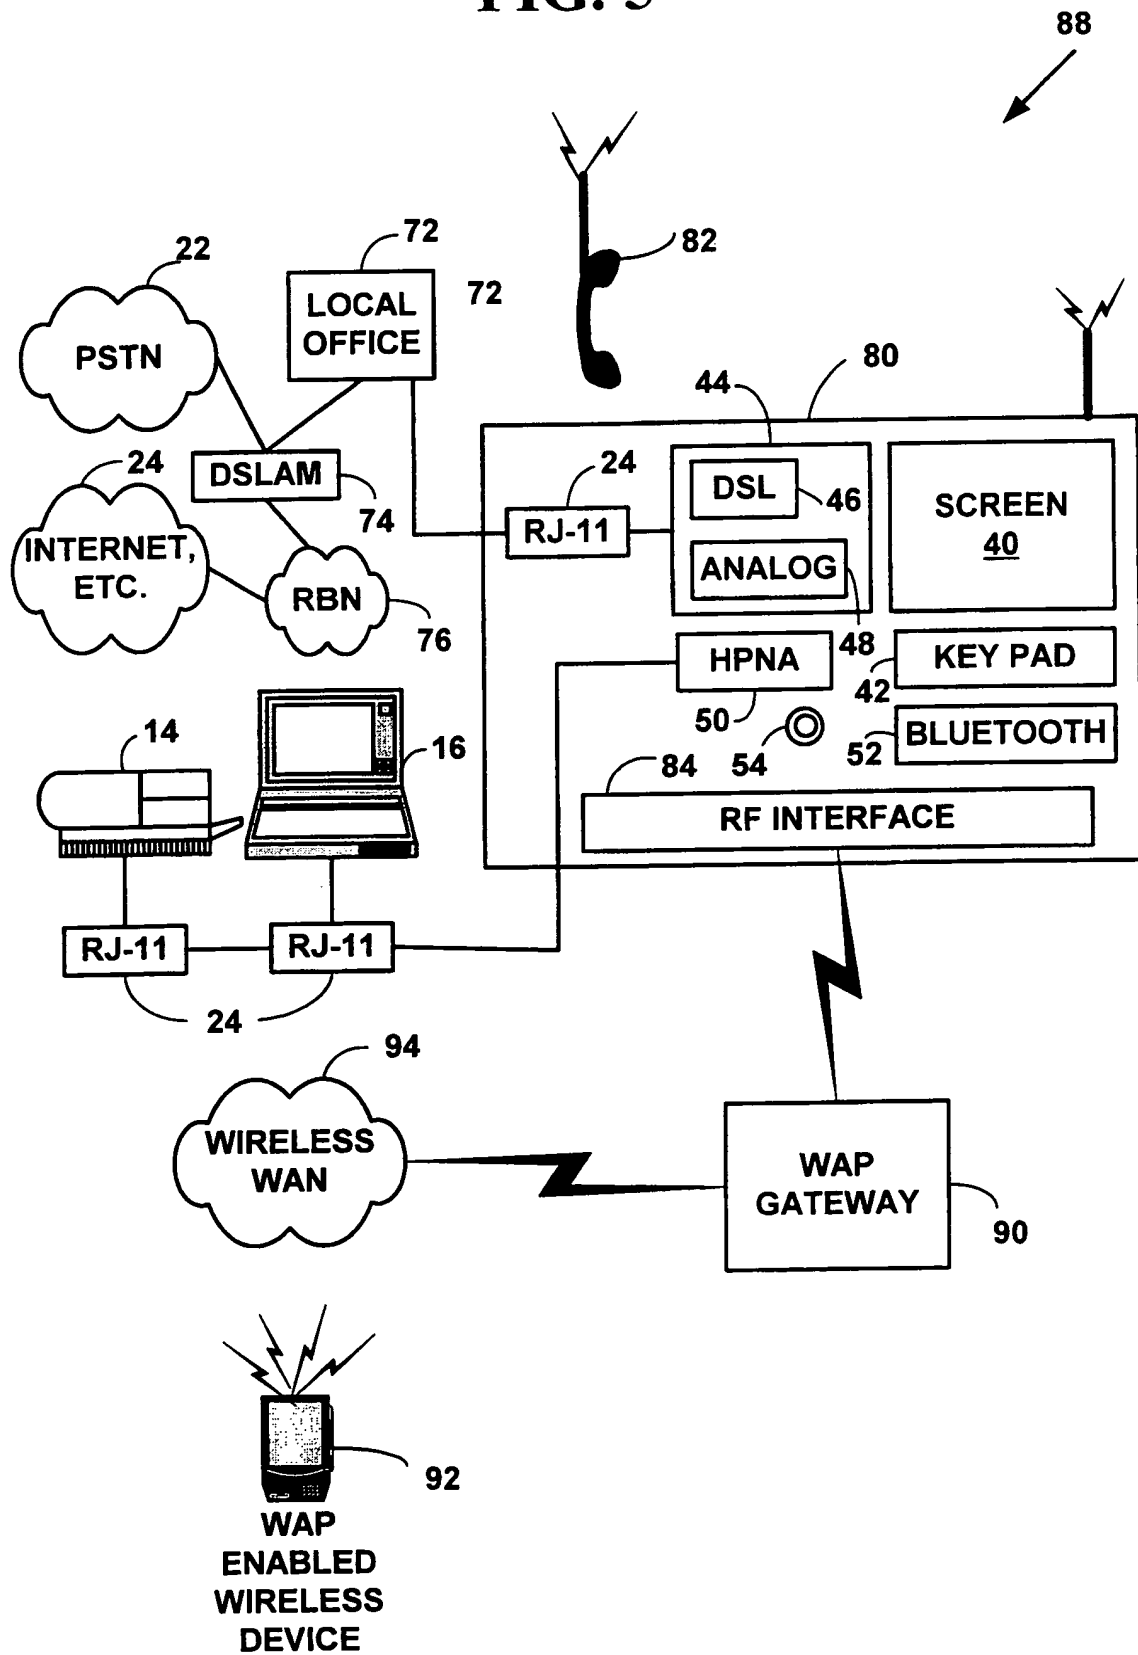 88
82
22
72
LOCAL
OFFICE
72
PSTN
80
44
24
DSLAM
74
24
DSL
46
SCREEN
40
INTERNET,
ETC.
RJ-11
ANALOG
48
RBN
76
HPNA
50
KEY PAD
42
54
BLUETOOTH
52
14
16
84
RF INTERFACE
RJ-11
RJ-11
24
94
WIRELESS
WAN
WAP
GATEWAY
90
92
WAP
ENABLED
WIRELESS
DEVICE